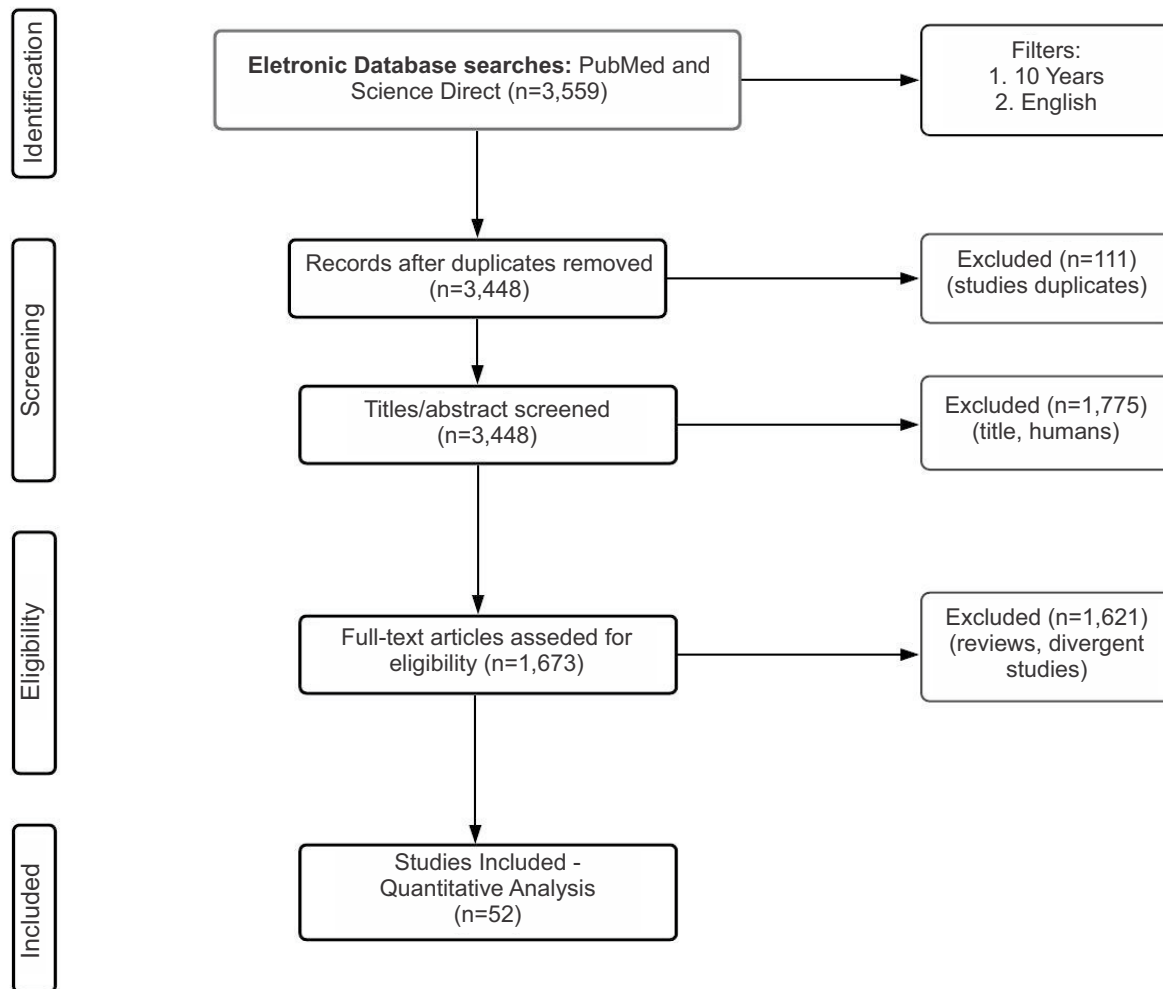 Identification
Eletronic Database searches: PubMed and
Science Direct (n=3,559)
Filters:
1. 10 Years
2. English
Screening
Records after duplicates removed
(n=3,448)
Excluded (n=111)
(studies duplicates)
Titles/abstract screened
(n=3,448)
Excluded (n=1,775)
(title, humans)
Eligibility
Full-text articles asseded for
eligibility (n=1,673)
Excluded (n=1,621)
(reviews, divergent
studies)
Included
Studies Included -
Quantitative Analysis
(n=52)